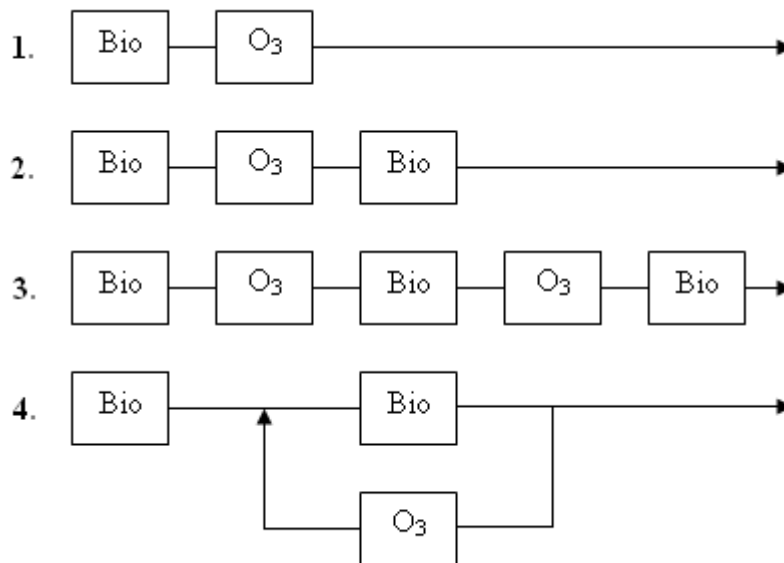 1. Bio O₃
2. Bio O₃ Bio
3. Bio O₃ Bio O₃ Bio
4. Bio Bio
O₃